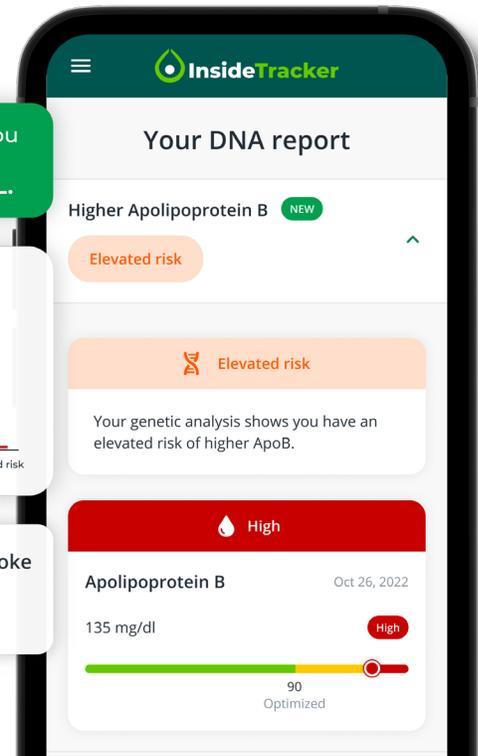 InsideTracker
Your DNA report
Higher Apolipoprotein B NEW
Elevated risk
Elevated risk
Your genetic analysis shows you have an
elevated risk of higher ApoB.
High
Apolipoprotein B Oct 26, 2022
135 mg/dl High
90
Optimized
risk